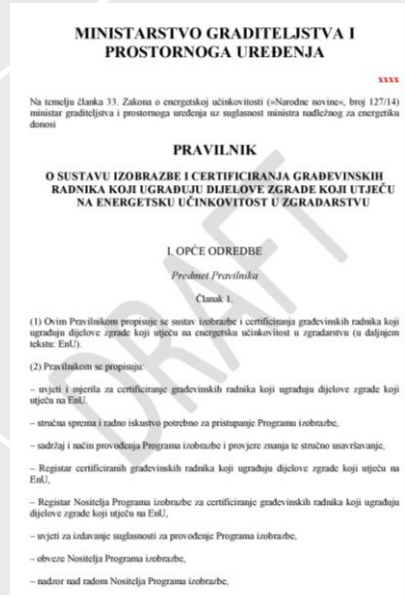 MINISTARSTVO GRADITELJSTVA I
PROSTORNOGA UREĐENJA
xxxx
Na temelju članka 33. Zakona o energetskoj učinkovitosti (»Narodne novine«, broj 127/14)
ministar graditeljstva i prostornoga uređenja uz suglasnost ministra nadležnog za energetiku
donosi
PRAVILNIK
O SUSTAVU IZOBRAZBE I CERTIFICIRANJA GRAĐEVINSKIH
RADNIKA KOJI UGRAĐUJU DIJELOVE ZGRADE KOJI UTJEČU
NA ENERGETSKU UČINKOVITOST U ZGRADARSTVU
I. OPĆE ODREDBE
Predmet Pravilnika
Članak 1.
(1) Ovim Pravilnikom propisuje se sustav izobrazbe i certificiranja građevinskih radnika koji
ugrađuju dijelove zgrade koji utječu na energetsku učinkovitost u zgradarstvu (u daljnjem
tekstu: EnU).
(2) Pravilnikom se propisuju:
– uvjeti i mjerila za certificiranje građevinskih radnika koji ugrađuju dijelove zgrade koji
utječu na EnU.
– stručna sprema i radno iskustvo potrebno za pristupanje Programu izobrazbe,
– sadržaj i način provođenja Programa izobrazbe i provjere znanja te stručno usavršavanje,
– Registar certificiranih građevinskih radnika koji ugrađuju dijelove zgrade koji utječu na
EnU,
– Registar Nositelja Programa izobrazbe za certificiranje građevinskih radnika koji ugrađuju
dijelove zgrade koji utječu na EnU,
– uvjeti za izdavanje suglasnosti za provođenje Programa izobrazbe,
– obveze Nositelja Programa izobrazbe,
– nadzor nad radom Nositelja Programa izobrazbe,
DRAFT